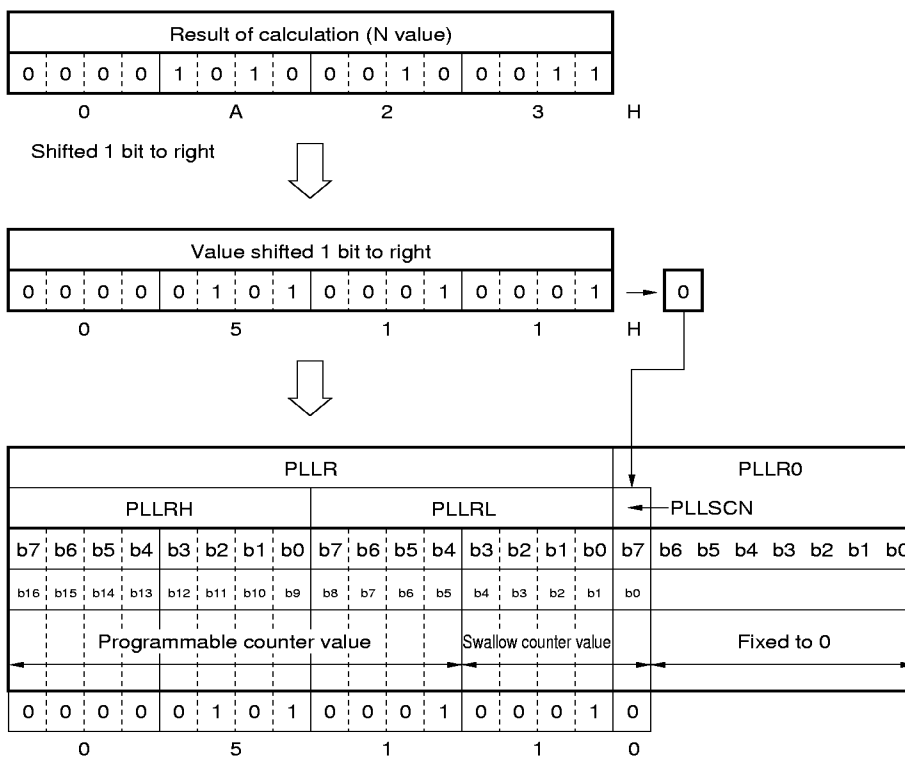 Result of calculation (N value)
0 0 0 0 1 0 1 0 0 0 1 0 0 0 1 1
0 A 2 3 H
Shifted 1 bit to right
Value shifted 1 bit to right
0 0 0 0 0 1 0 1 0 0 0 1 0 0 0 1 0
0 5 1 1 H
PLLR PLLR0
PLLRH PLLRL PLLSCN
b7 b6 b5 b4 b3 b2 b1 b0 b7 b6 b5 b4 b3 b2 b1 b0 b7 b6 b5 b4 b3 b2 b1 b0
b16 b15 b14 b13 b12 b11 b10 b9 b8 b7 b6 b5 b4 b3 b2 b1 b0
Programmable counter value Swallow counter value Fixed to 0
0 0 0 0 0 1 0 1 0 0 0 1 0 0 0 1 0
0 5 1 1 0